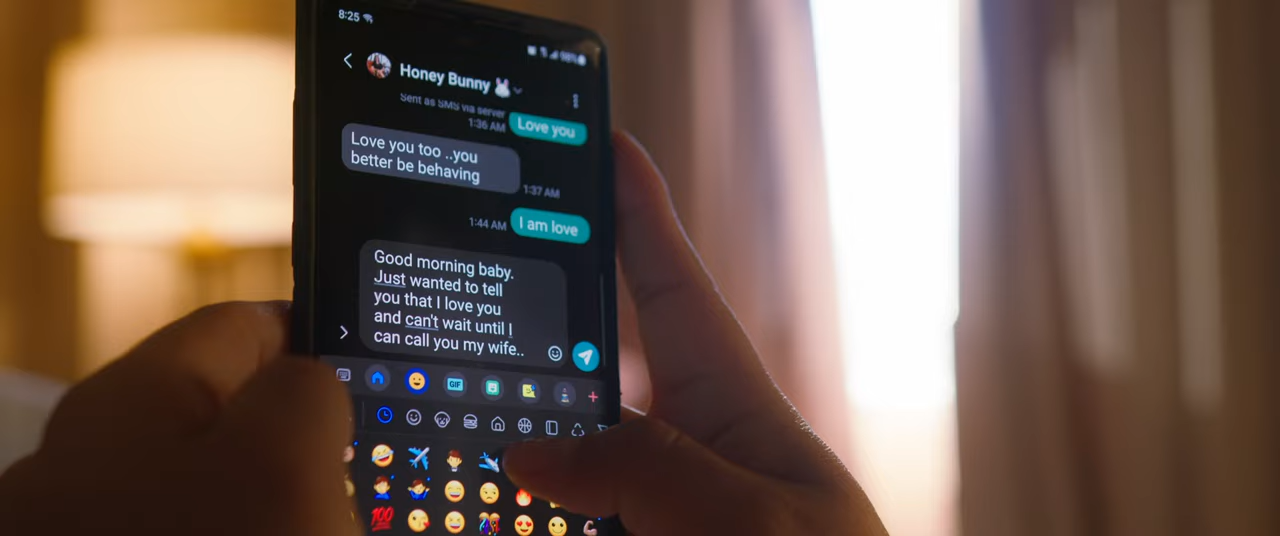 8:25
98%
Honey Bunny
Sent as SMS via server
1:36 AM
Love you
Love you too ..you
better be behaving
1:37 AM
1:44 AM
I am love
Good morning baby.
Just wanted to tell
you that I love you
and can't wait until I
can call you my wife..
GIF
100